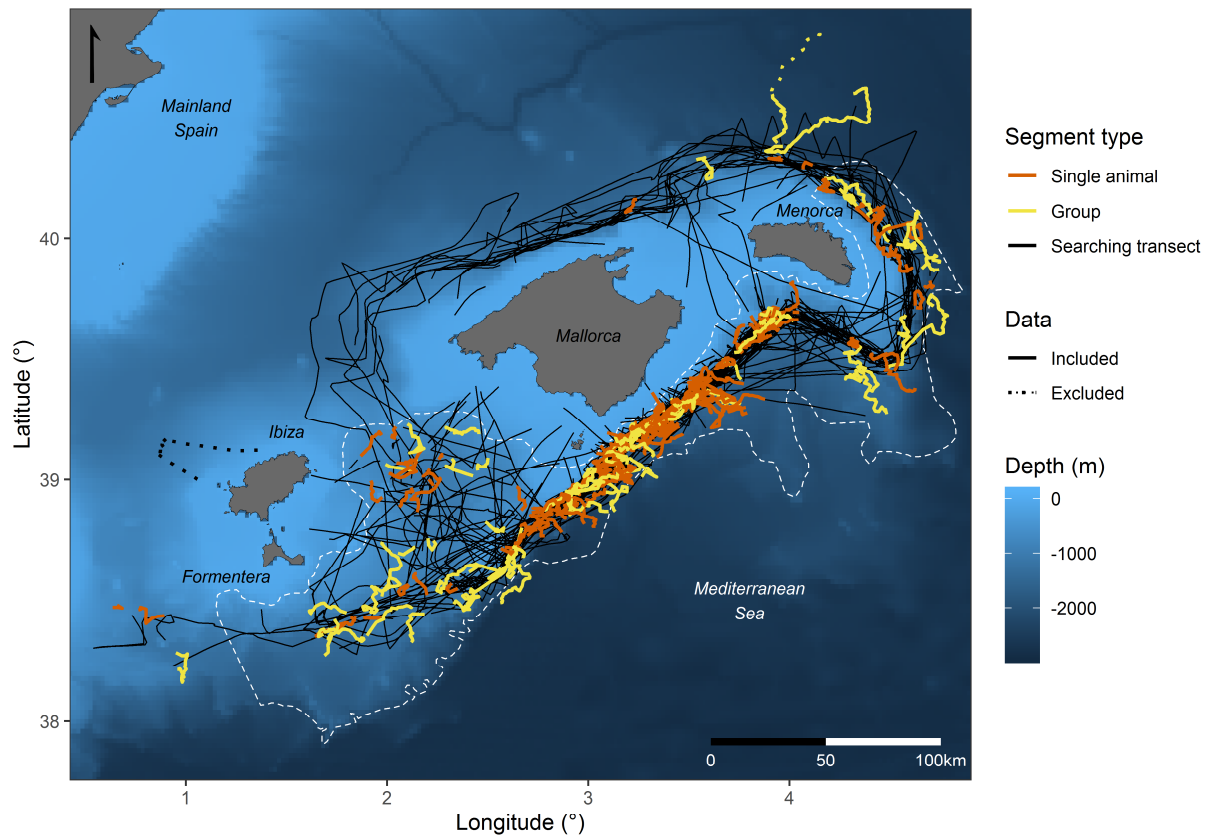 Mainland
Spain
Menorca
Mallorca
Ibiza
Formentera
Mediterranean
Sea
0
50
100km
40
39
38
1
2
3
4
Latitude (°)
Longitude (°)
Segment type
Single animal
Group
Searching transect
Data
Included
Excluded
Depth (m)
0
-1000
-2000